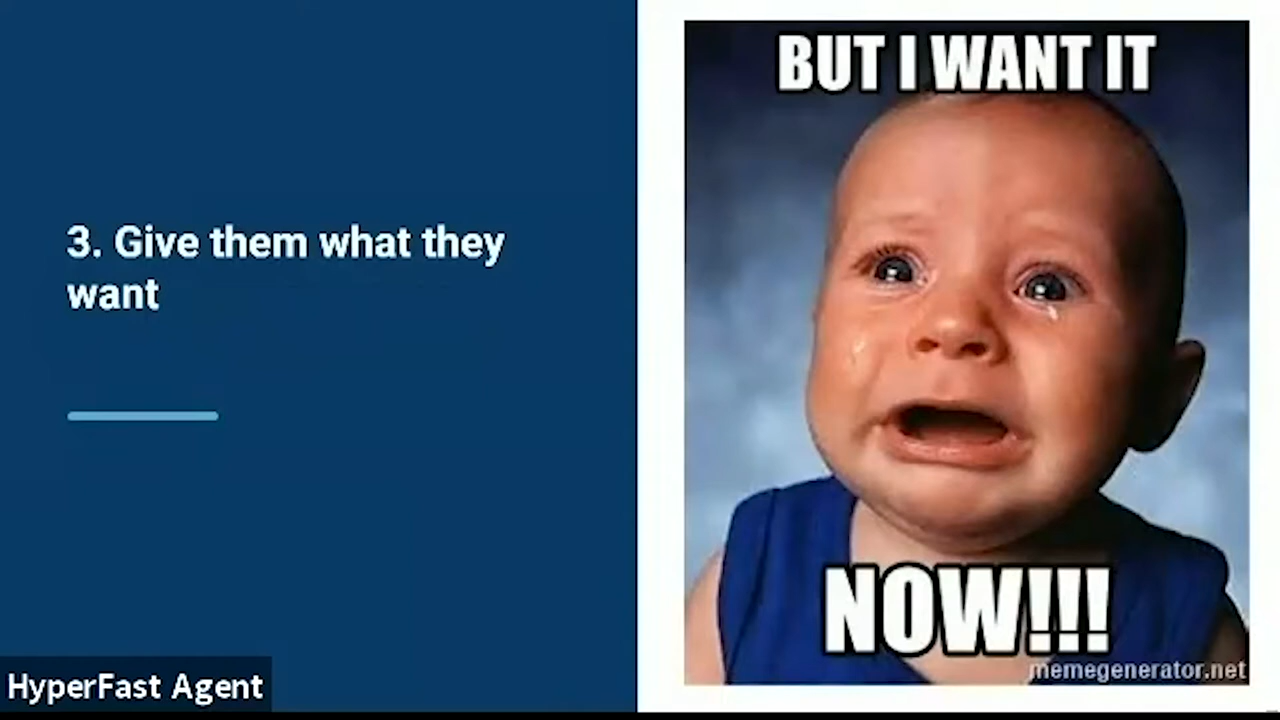 3. Give them what they
want
BUT I WANT IT
NOW!!!
memegenerator.net
HyperFast Agent